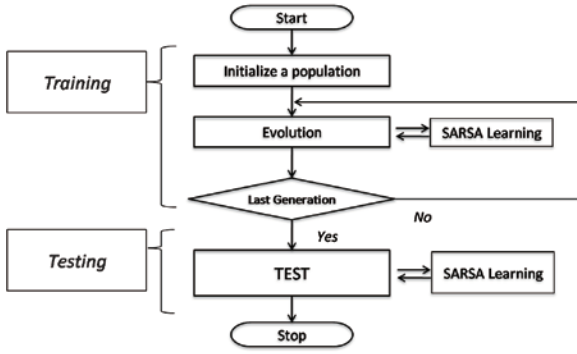 Start
Training
Initialize a population
Evolution
SARSA Learning
Last Generation
No
Yes
Testing
TEST
SARSA Learning
Stop